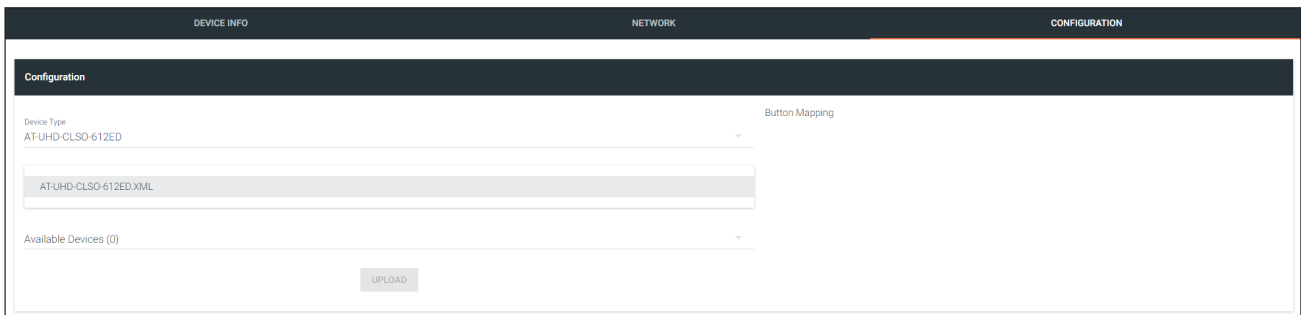 DEVICE INFO
NETWORK
CONFIGURATION
Configuration
Device Type
AT-UHD-CLSO-612ED
AT-UHD-CLSO-612ED.XML
Available Devices (0)
UPLOAD
Button Mapping